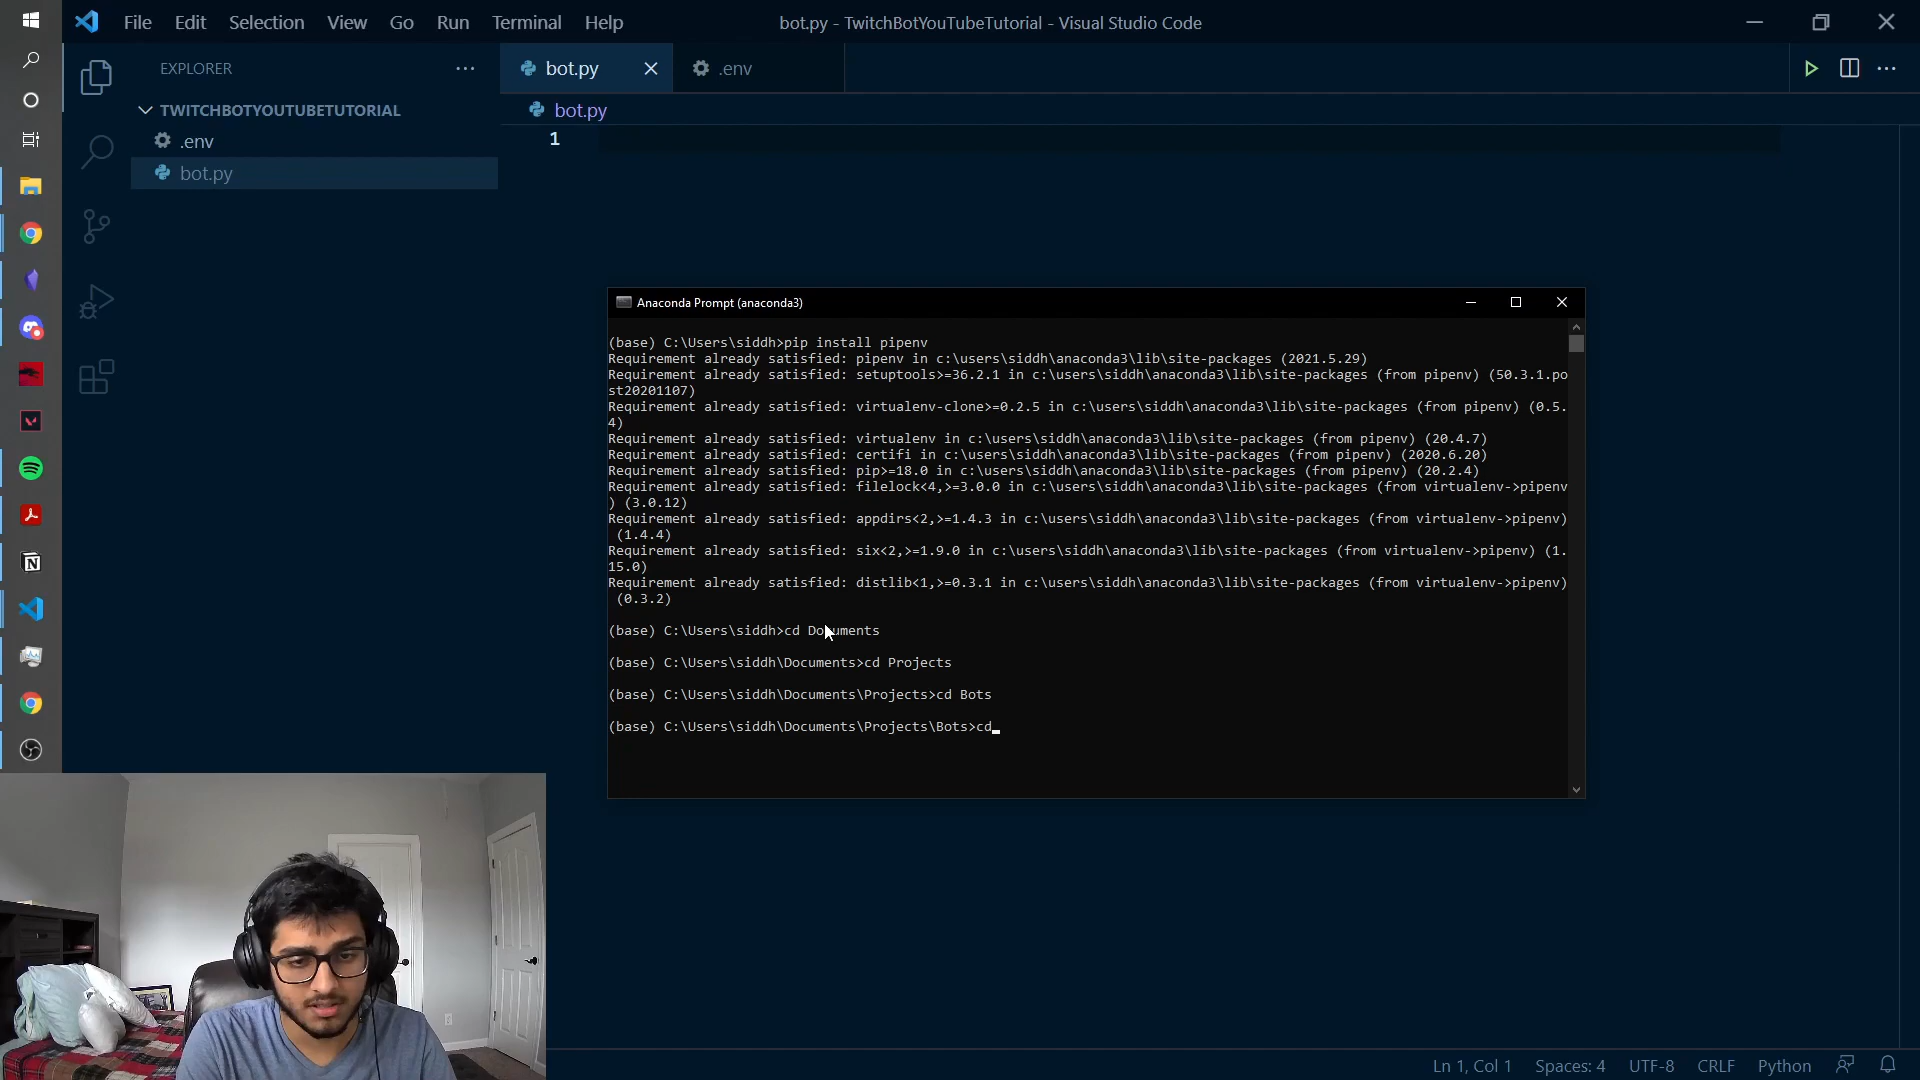 File Edit Selection View Go Run Terminal Help
bot.py - TwitchBotYouTubeTutorial - Visual Studio Code
EXPLORER
bot.py
.env
TWITCHBOTYOUTUBETUTORIAL
.env
bot.py
bot.py
1
Anaconda Prompt (anaconda3)
(base) C:\Users\siddh>pip install pipenv
Requirement already satisfied: pipenv in c:\users\siddh\anaconda3\lib\site-packages (2021.5.29)
Requirement already satisfied: setuptools>=36.2.1 in c:\users\siddh\anaconda3\lib\site-packages (from pipenv) (50.3.1.po
st20201107)
Requirement already satisfied: virtualenv-clone>=0.2.5 in c:\users\siddh\anaconda3\lib\site-packages (from pipenv) (0.5.
4)
Requirement already satisfied: virtualenv in c:\users\siddh\anaconda3\lib\site-packages (from pipenv) (20.4.7)
Requirement already satisfied: certifi in c:\users\siddh\anaconda3\lib\site-packages (from pipenv) (2020.6.20)
Requirement already satisfied: pip>=18.0 in c:\users\siddh\anaconda3\lib\site-packages (from pipenv) (20.2.4)
Requirement already satisfied: filelock<4,>=3.0.0 in c:\users\siddh\anaconda3\lib\site-packages (from virtualenv->pipenv
) (3.0.12)
Requirement already satisfied: appdirs<2,>=1.4.3 in c:\users\siddh\anaconda3\lib\site-packages (from virtualenv->pipenv)
(1.4.4)
Requirement already satisfied: six<2,>=1.9.0 in c:\users\siddh\anaconda3\lib\site-packages (from virtualenv->pipenv) (1.
15.0)
Requirement already satisfied: distlib<1,>=0.3.1 in c:\users\siddh\anaconda3\lib\site-packages (from virtualenv->pipenv)
(0.3.2)
(base) C:\Users\siddh>cd Documents
(base) C:\Users\siddh\Documents>cd Projects
(base) C:\Users\siddh\Documents\Projects>cd Bots
(base) C:\Users\siddh\Documents\Projects\Bots>cd
Ln 1, Col 1 Spaces: 4 UTF-8 CRLF Python